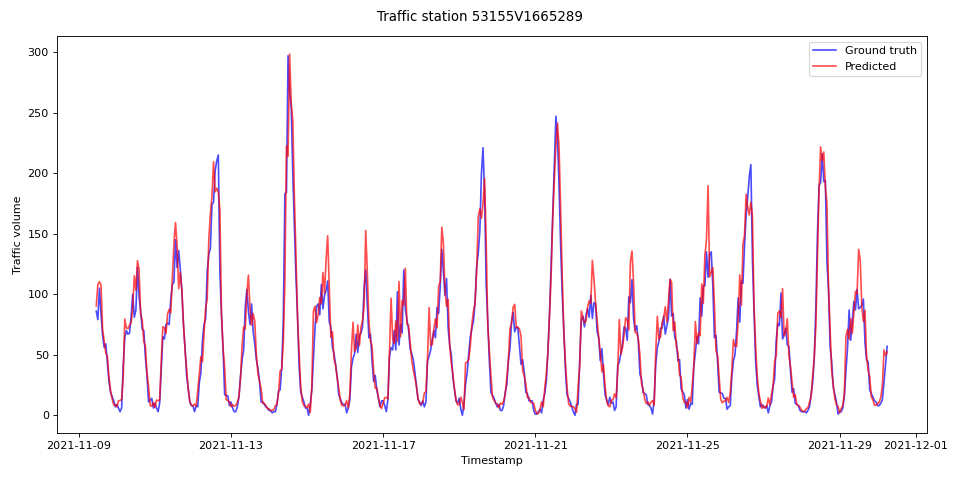 Traffic station 53155V1665289
Ground truth
Predicted
Traffic volume
300
250
200
150
100
50
0
2021-11-09
2021-11-13
2021-11-17
2021-11-21
2021-11-25
2021-11-29
2021-12-01
Timestamp